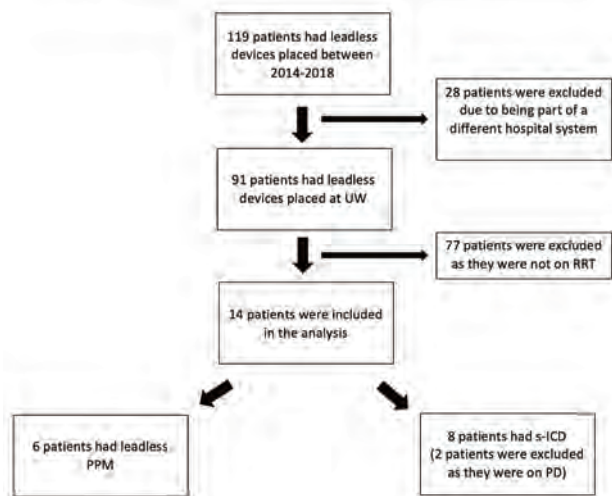 119 patients had leadless
devices placed between
2014-2018
28 patients were excluded
due to being part of a
different hospital system
91 patients had leadless
devices placed at UW
77 patients were excluded
as they were not on RRT
14 patients were included
in the analysis
6 patients had leadless
PPM
8 patients had s-ICD
(2 patients were excluded
as they were on PD)